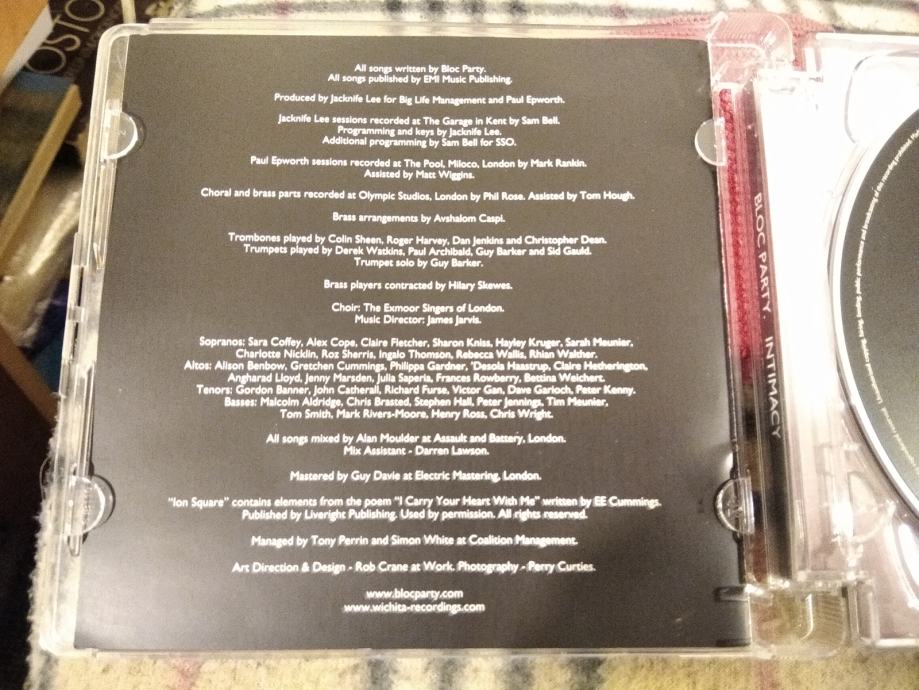 All songs written by Bloc Party.
All songs published by EMI Music Publishing.
Produced by Jacknife Lee for Big Life Management and Paul Epworth.
Jacknife Lee sessions recorded at The Garage in Kent by Sam Bell.
Programming and keys by Jacknife Lee.
Additional programming by Sam Bell for SSO.
Paul Epworth sessions recorded at The Pool, Miloco, London by Mark Rankin.
Assisted by Matt Wiggins.
Choral and brass parts recorded at Olympic Studios, London by Phil Rose. Assisted by Tom Hough.
Brass arrangements by Avshalom Caspi.
Trombones played by Colin Sheen, Roger Harvey, Dan Jenkins and Christopher Dean.
Trumpets played by Derek Watkins, Paul Archibald, Guy Barker and Sid Gauld.
Trumpet solo by Guy Barker.
Brass players contracted by Hilary Skewes.
Choir: The Exmoor Singers of London.
Music Director: James Jarvis.
Sopranos: Sara Coffey, Alex Cope, Claire Fletcher, Sharon Kniss, Hayley Kruger, Sarah Meunier,
Charlotte Nicklin, Roz Sherris, Ingalo Thomson, Rebecca Wallis, Rhian Walther.
Altos: Alison Benbow, Gretchen Cummings, Philippa Gardner, 'Desola Haastrup, Claire Hetherington,
Angharad Lloyd, Jenny Marsden, Julia Saperia, Frances Rowberry, Bettina Weichert.
Tenors: Gordon Banner, John Catherall, Richard Furse, Victor Gan, Dave Gerloch, Peter Kenny.
Basses: Malcolm Aldridge, Chris Brasted, Stephen Hall, Peter Jennings, Tim Meunier,
Tom Smith, Mark Rivers-Moore, Henry Ross, Chris Wright.
All songs mixed by Alan Moulder at Assault and Battery, London.
Mix Assistant - Darren Lawson.
Mastered by Guy Davie at Electric Mastering, London.
"Ion Square" contains elements from the poem "I Carry Your Heart With Me" written by EE Cummings.
Published by Liveright Publishing. Used by permission. All rights reserved.
Managed by Tony Perrin and Simon White at Coalition Management.
Art Direction & Design - Rob Crane at Work. Photography - Perry Curties.
www.blocparty.com
www.wichita-recordings.com
BLOC PARTY. INTIMACY